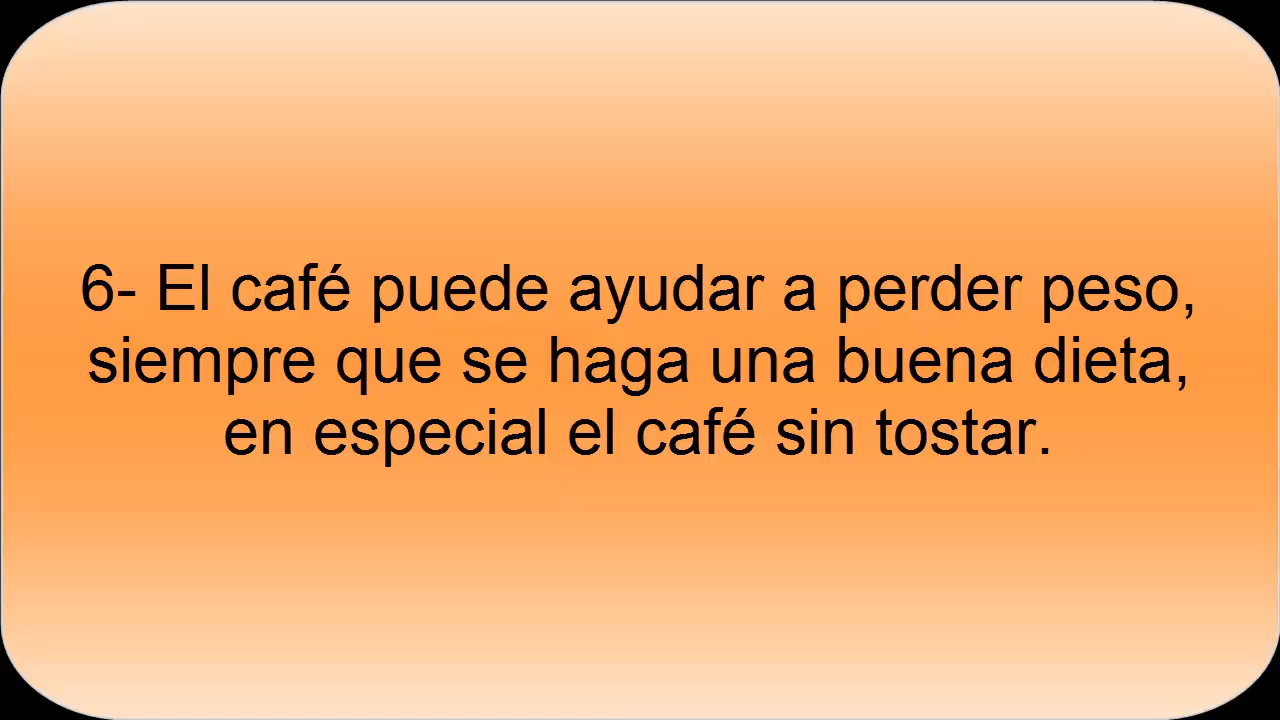 6- El café puede ayudar a perder peso,
siempre que se haga una buena dieta,
en especial el café sin tostar.